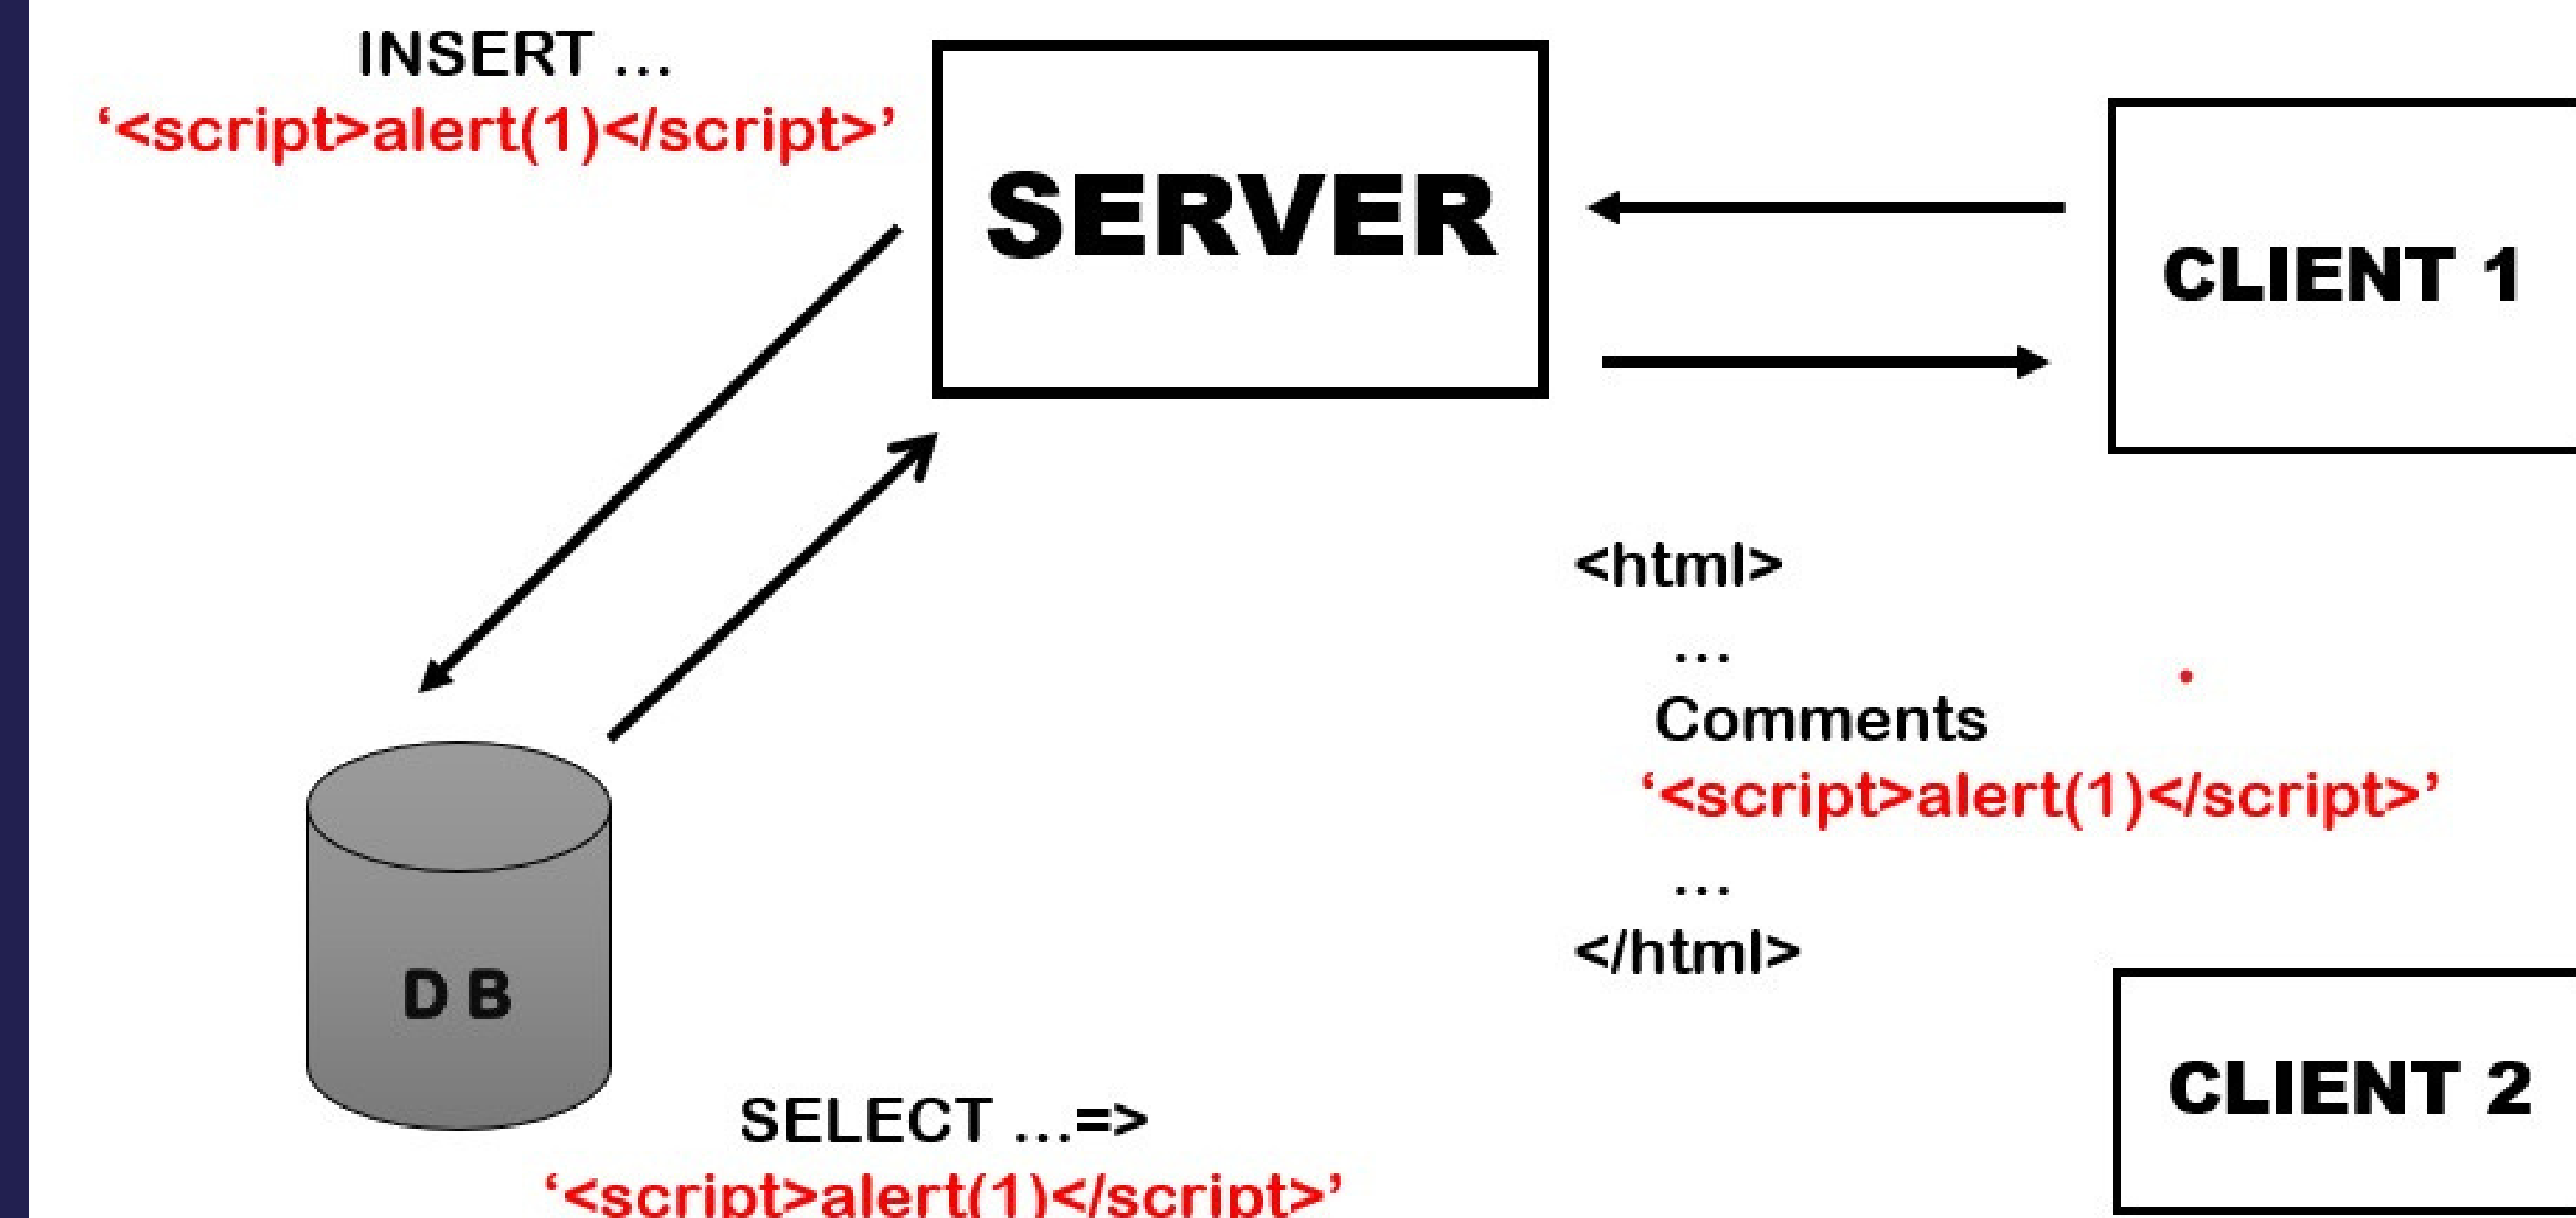 INSERT ...
‘<script>alert(1)</script>’
SERVER
CLIENT 1
<html>
...
Comments
‘<script>alert(1)</script>’
...
</html>
D B
CLIENT 2
SELECT ...=>
‘<script>alert(1)</script>’